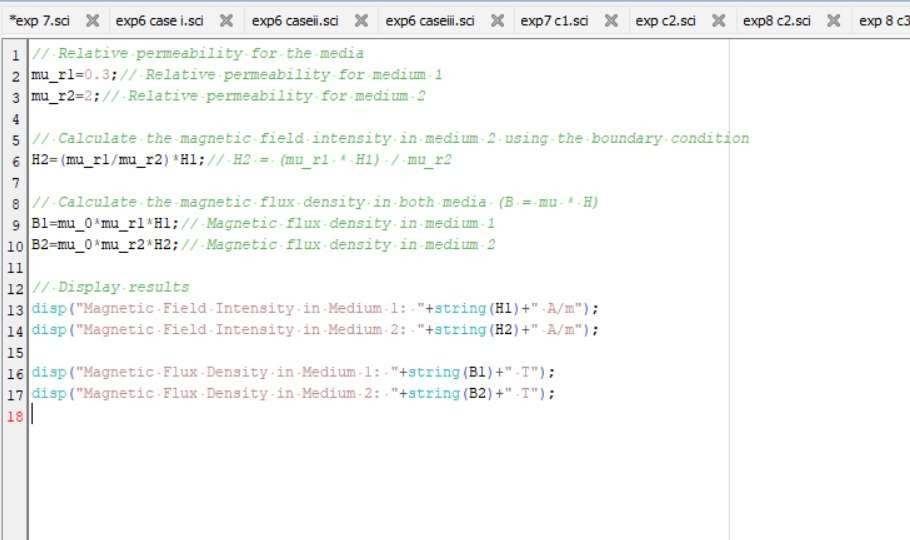 *exp 7.sci exp6 case i.sci exp6 caseii.sci exp6 caseiii.sci exp7 c1.sci exp c2.sci exp8 c2.sci exp 8 c3
1 // Relative permeability for the media
2 mu_r1=0.3;// Relative permeability for medium 1
3 mu_r2=2;// Relative permeability for medium 2
4
5 // Calculate the magnetic field intensity in medium 2 using the boundary condition
6 H2=(mu_r1/mu_r2)*H1;// H2 = (mu_r1 * H1) / mu_r2
7
8 // Calculate the magnetic flux density in both media (B = mu * H)
9 B1=mu_0*mu_r1*H1;// Magnetic flux density in medium 1
10 B2=mu_0*mu_r2*H2;// Magnetic flux density in medium 2
11
12 // Display results
13 disp("Magnetic Field Intensity in Medium 1: "+string(H1)+" A/m");
14 disp("Magnetic Field Intensity in Medium 2: "+string(H2)+" A/m");
15
16 disp("Magnetic Flux Density in Medium 1: "+string(B1)+" T");
17 disp("Magnetic Flux Density in Medium 2: "+string(B2)+" T");
18